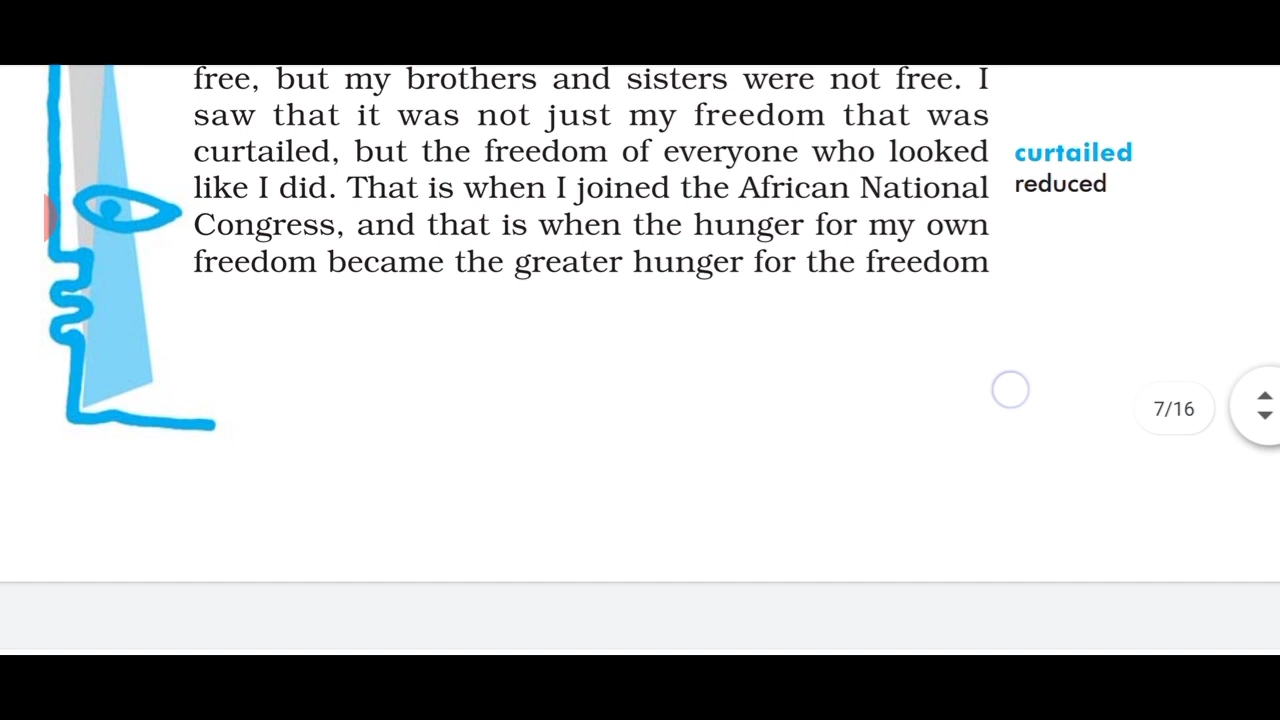 free, but my brothers and sisters were not free. I
saw that it was not just my freedom that was
curtailed, but the freedom of everyone who looked
like I did. That is when I joined the African National
Congress, and that is when the hunger for my own
freedom became the greater hunger for the freedom
curtailed
reduced
7/16